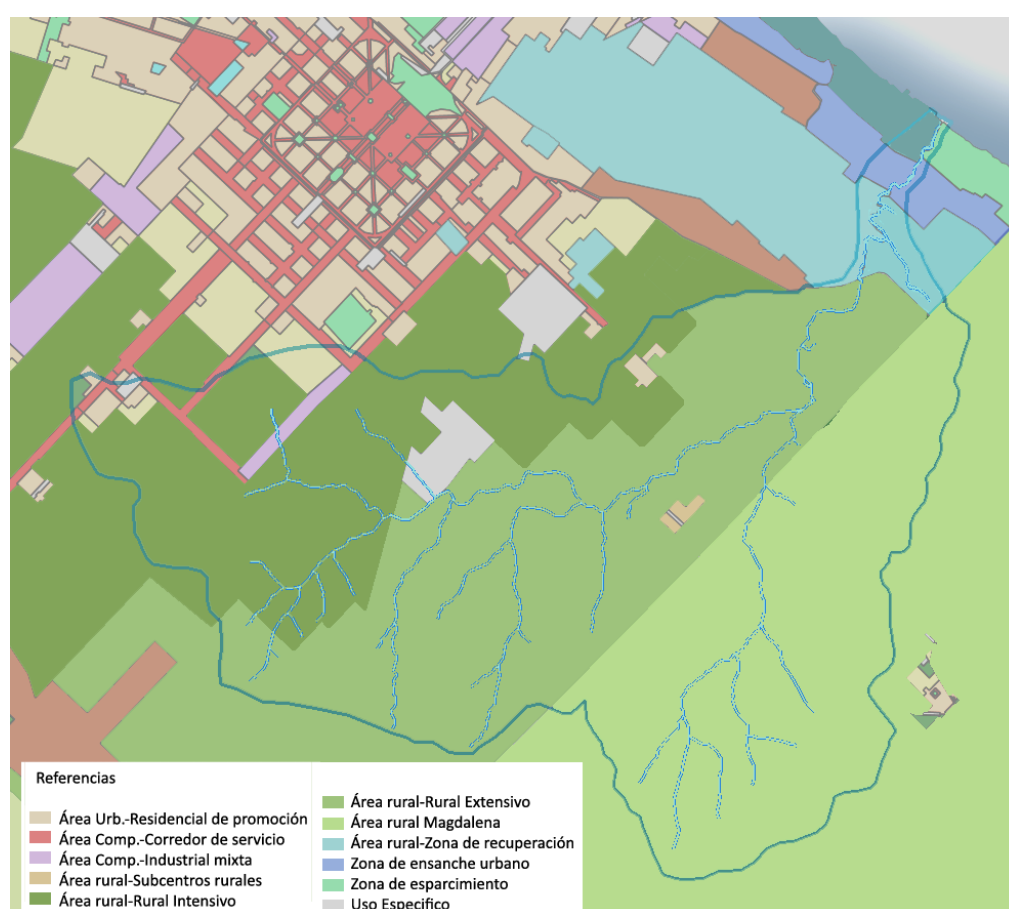 Referencias
Área Urb.-Residencial de promoción
Área Comp.-Corredor de servicio
Área Comp.-Industrial mixta
Área rural-Subcentros rurales
Área rural-Rural Intensivo
Área rural-Rural Extensivo
Área rural Magdalena
Área rural-Zona de recuperación
Zona de ensanche urbano
Zona de esparcimiento
Uso Especifico